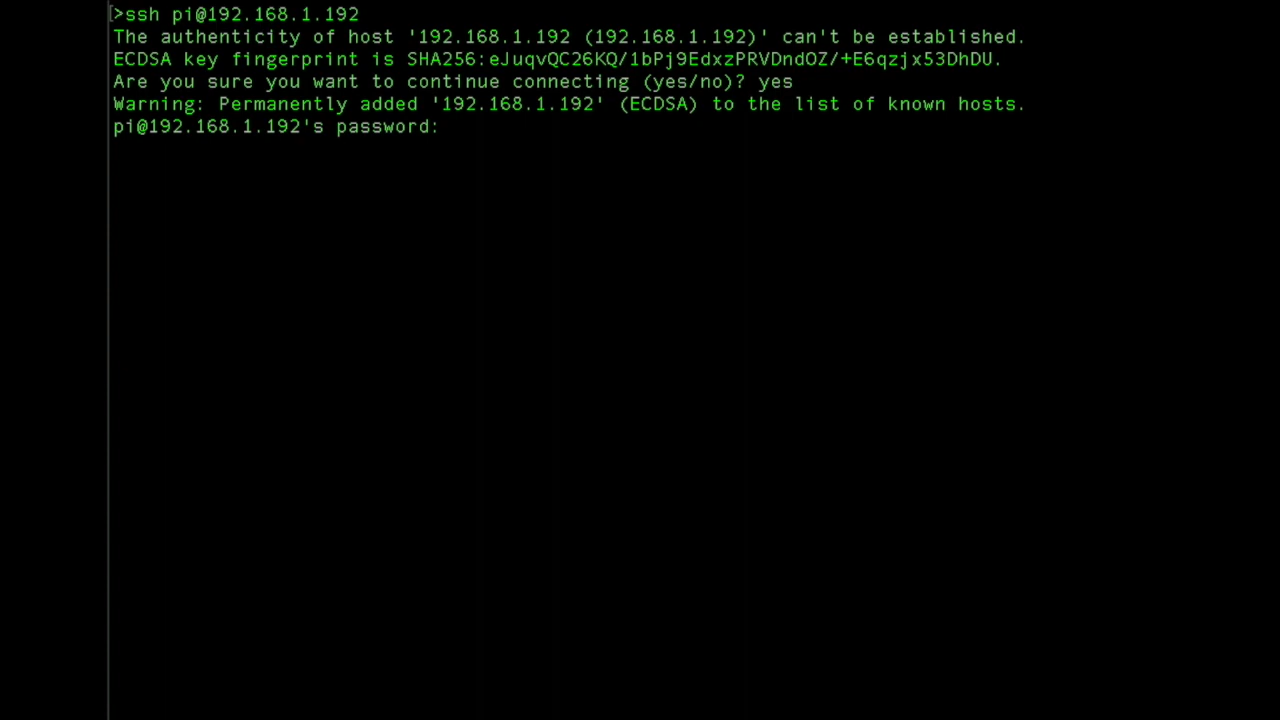 [>ssh pi@192.168.1.192
The authenticity of host '192.168.1.192 (192.168.1.192)' can't be established.
ECDSA key fingerprint is SHA256:eJuqvQC26KQ/1bPj9EdxzPRVDndOZ/+E6qzjx53DhDU.
Are you sure you want to continue connecting (yes/no)? yes
Warning: Permanently added '192.168.1.192' (ECDSA) to the list of known hosts.
pi@192.168.1.192's password: